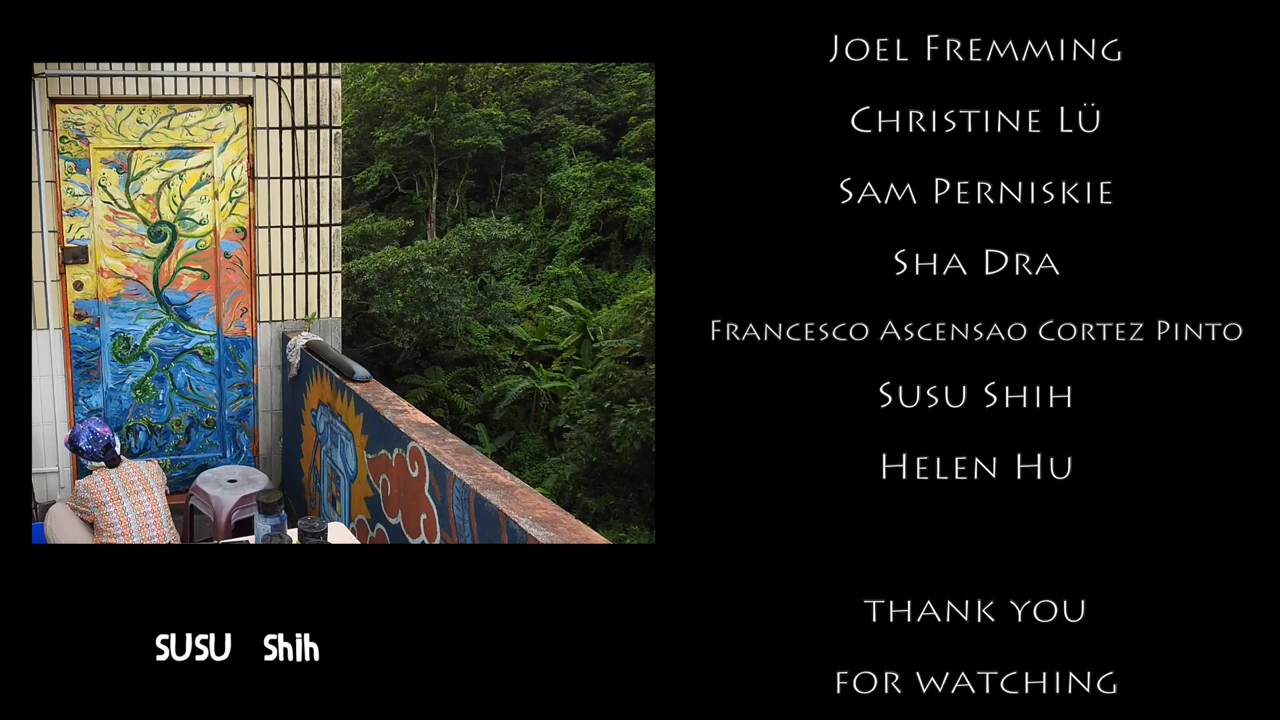 JOEL FREMMING
CHRISTINE LÜ
SAM PERNISKIE
SHA DRA
FRANCESCO ASCENSAO CORTEZ PINTO
SUSU SHIH
HELEN HU
THANK YOU
FOR WATCHING
SUSU Shih